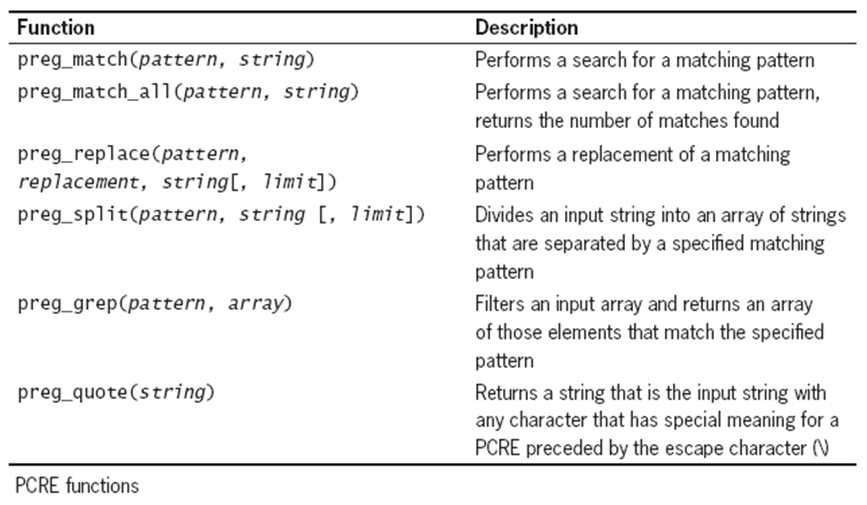 Function Description
preg_match(pattern, string) Performs a search for a matching pattern
preg_match_all(pattern, string) Performs a search for a matching pattern,
returns the number of matches found
preg_replace(pattern, Performs a replacement of a matching
replacement, string[, limit]) pattern
preg_split(pattern, string [, limit]) Divides an input string into an array of strings
that are separated by a specified matching
pattern
preg_grep(pattern, array) Filters an input array and returns an array
of those elements that match the specified
pattern
preg_quote(string) Returns a string that is the input string with
any character that has special meaning for a
PCRE preceded by the escape character (\)
PCRE functions